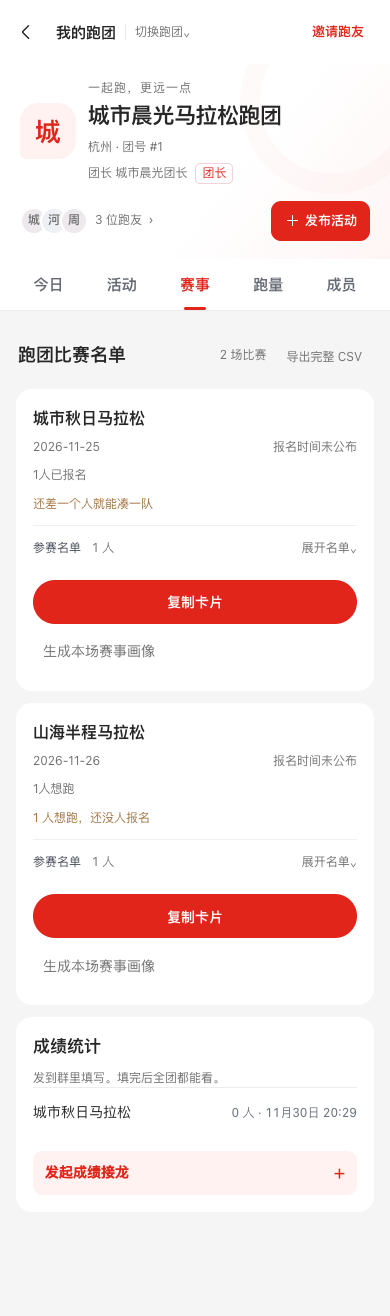 我的跑团 切换跑团 邀请跑友
一起跑，更远一点
城 城市晨光马拉松跑团
杭州 · 团号 #1
团长 城市晨光团长 团长
城 河 周 3 位跑友 › ＋ 发布活动
今日 活动 赛事 跑量 成员
跑团比赛名单 2 场比赛 导出完整 CSV
城市秋日马拉松
2026-11-25 报名时间未公布
1人已报名
还差一个人就能凑一队
参赛名单 1 人 展开名单
复制卡片
生成本场赛事画像
山海半程马拉松
2026-11-26 报名时间未公布
1人想跑
1 人想跑，还没人报名
参赛名单 1 人 展开名单
复制卡片
生成本场赛事画像
成绩统计
发到群里填写。填完后全团都能看。
城市秋日马拉松 0 人 · 11月30日 20:29
发起成绩接龙 +